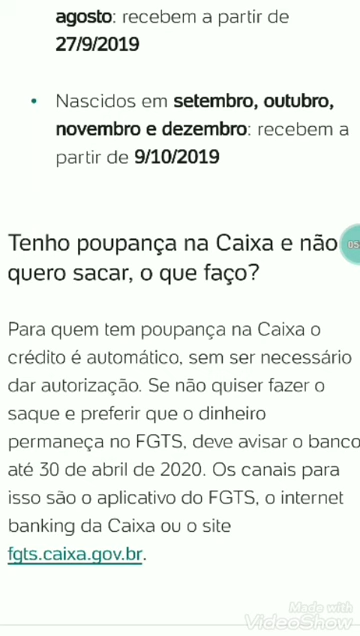 agosto: recebem a partir de
27/9/2019
• Nascidos em setembro, outubro,
novembro e dezembro: recebem a
partir de 9/10/2019
Tenho poupança na Caixa e não
quero sacar, o que faço?
Para quem tem poupança na Caixa o
crédito é automático, sem ser necessário
dar autorização. Se não quiser fazer o
saque e preferir que o dinheiro
permaneça no FGTS, deve avisar o banco
até 30 de abril de 2020. Os canais para
isso são o aplicativo do FGTS, o internet
banking da Caixa ou o site
fgts.caixa.gov.br.
Made with
VideoShow